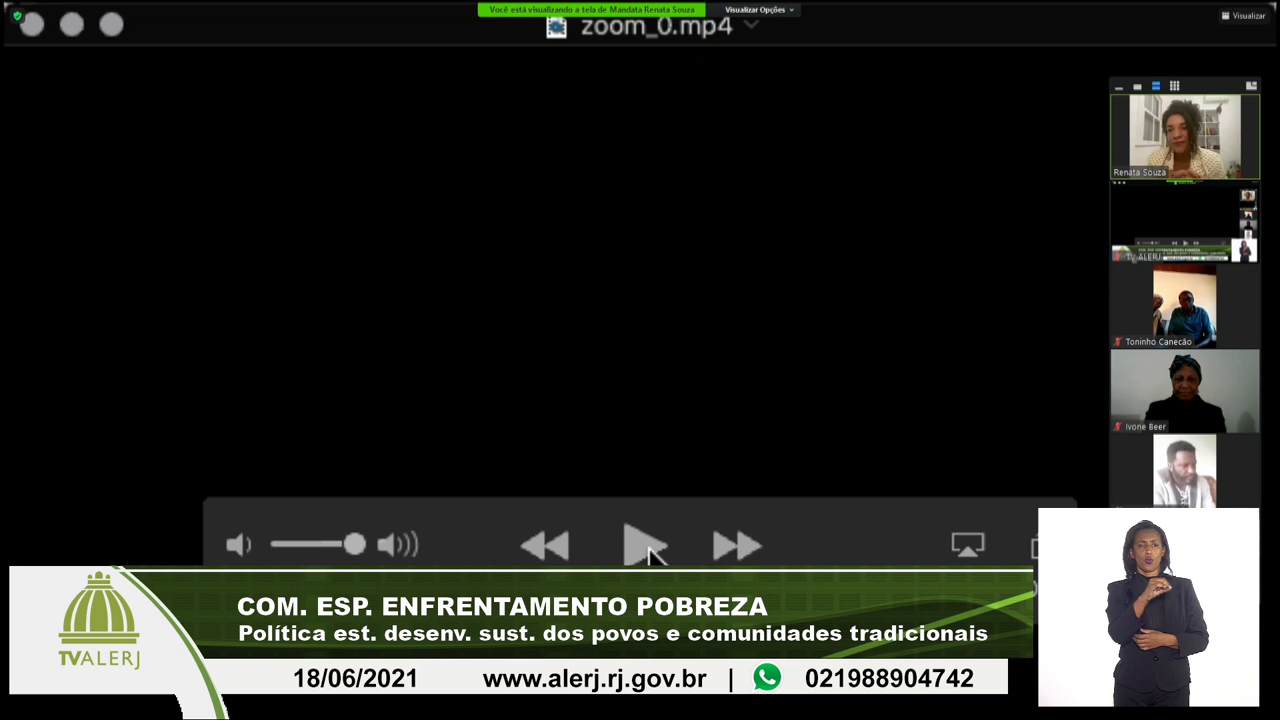 Você está visualizando a tela de Mandata Renata Souza
Visualizar Opções
Visualizar
zoom_0.mp4
Renata Souza
TV ALERJ
Toninho Canecão
Ivone Beer
COM. ESP. ENFRENTAMENTO POBREZA
Política est. desenv. sust. dos povos e comunidades tradicionais
TVALERJ
18/06/2021 www.alerj.rj.gov.br | 021988904742